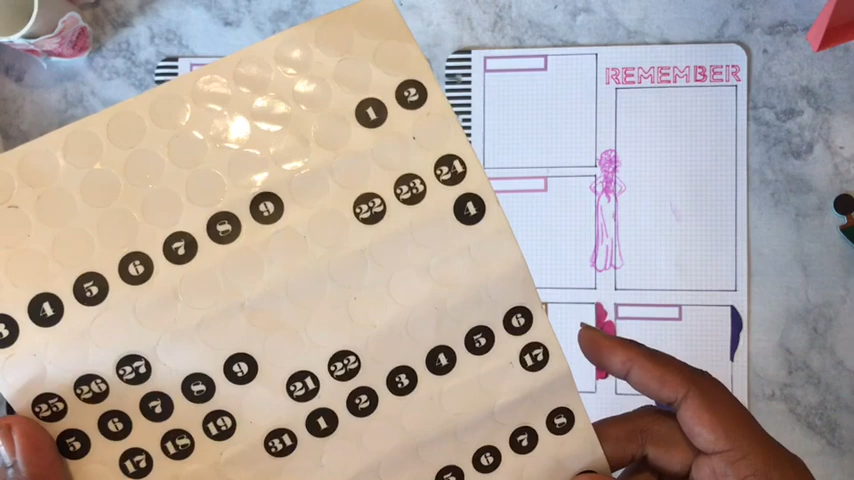 REMEMBER
1 2
3 4 5 6 7 8 9
22 23 24
4
25 26 27
5 6 7 8 9
17 18 19 21 22
31 1 2 3 4 5 6
17
5 6 7 8